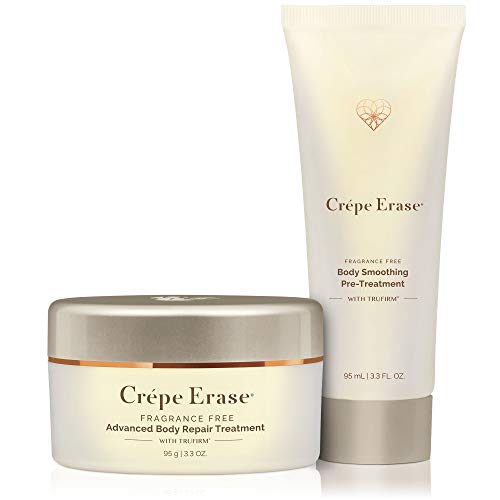 Crépe Erase®
FRAGRANCE FREE
Body Smoothing
Pre-Treatment
WITH TRUFIRM®
95 mL | 3.3 FL. OZ.
Crépe Erase®
FRAGRANCE FREE
Advanced Body Repair Treatment
WITH TRUFIRM®
95 g | 3.3 OZ.